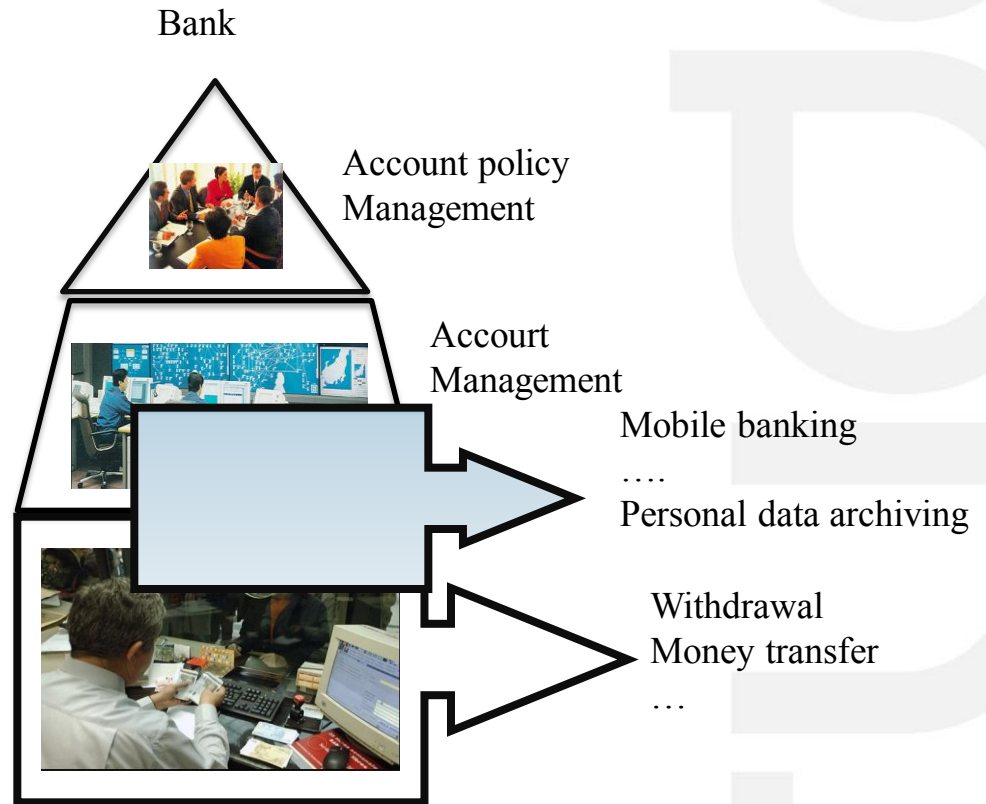 Bank
Account policy
Management
Accourt
Management
Mobile banking
….
Personal data archiving
Withdrawal
Money transfer
…